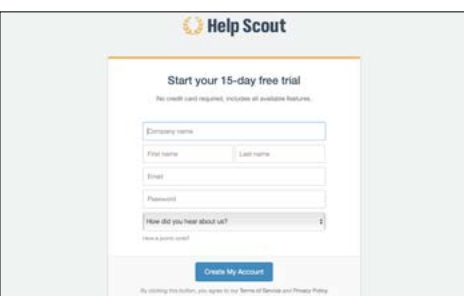 Help Scout
Start your 15-day free trial
No credit card required, includes all available features.
Company name
First name
Last name
Email
Password
How did you hear about us?
Have a promo code?
Create My Account
By clicking this button, you agree to our Terms of Service and Privacy Policy